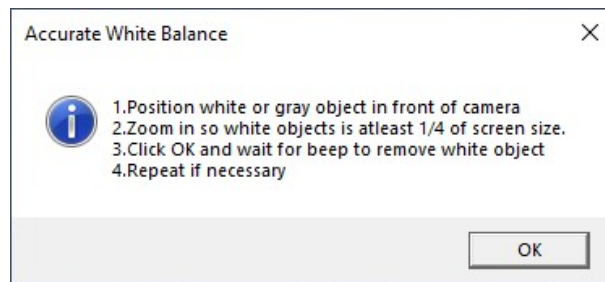 Accurate White Balance
1.Position white or gray object in front of camera
2.Zoom in so white objects is atleast 1/4 of screen size.
3.Click OK and wait for beep to remove white object
4.Repeat if necessary
OK